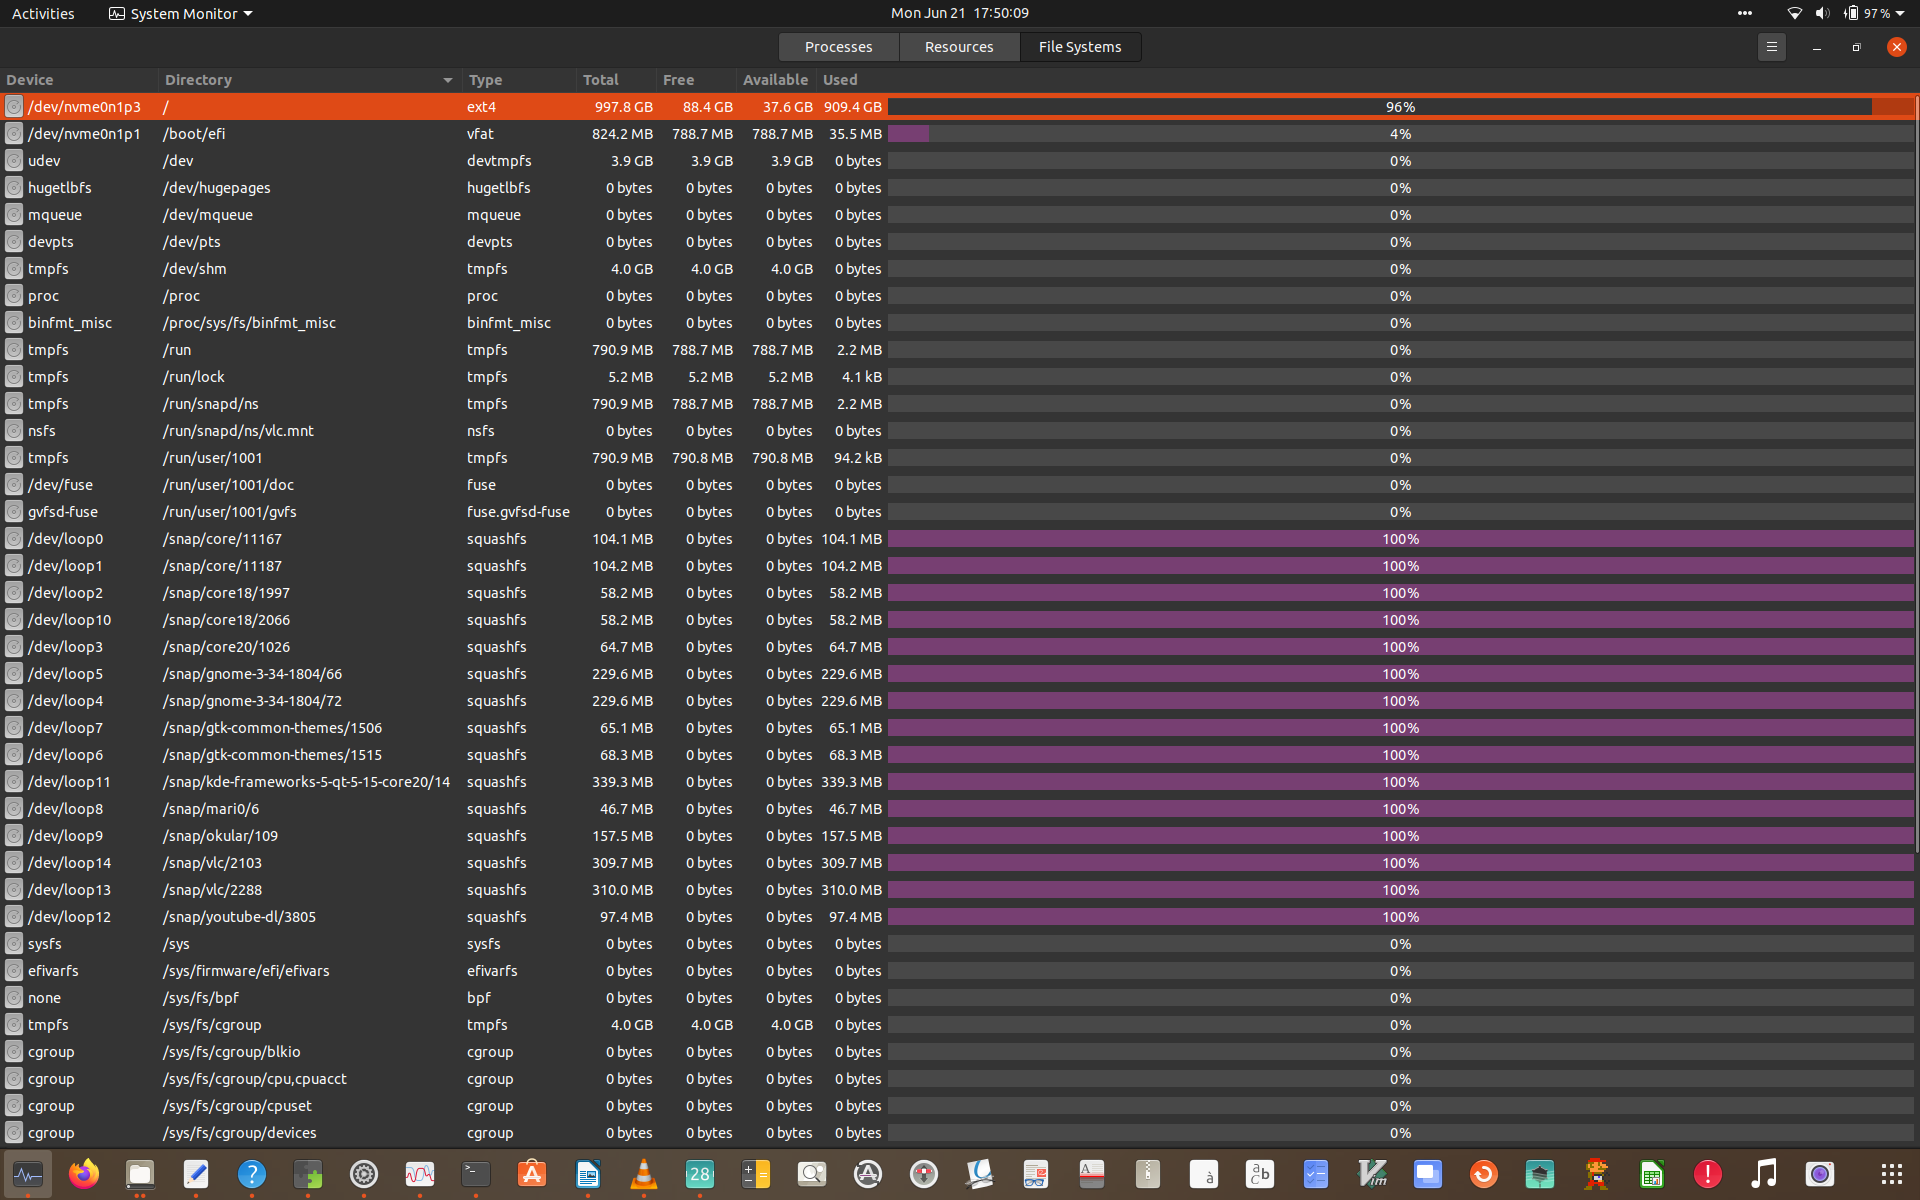 Activities System Monitor Mon Jun 21 17:50:09 97 %
Processes Resources File Systems
Device Directory Type Total Free Available Used
/dev/nvme0n1p3 / ext4 997.8 GB 88.4 GB 37.6 GB 909.4 GB 96%
/dev/nvme0n1p1 /boot/efi vfat 824.2 MB 788.7 MB 788.7 MB 35.5 MB 4%
udev /dev devtmpfs 3.9 GB 3.9 GB 3.9 GB 0 bytes 0%
hugetlbfs /dev/hugepages hugetlbfs 0 bytes 0 bytes 0 bytes 0 bytes 0%
mqueue /dev/mqueue mqueue 0 bytes 0 bytes 0 bytes 0 bytes 0%
devpts /dev/pts devpts 0 bytes 0 bytes 0 bytes 0 bytes 0%
tmpfs /dev/shm tmpfs 4.0 GB 4.0 GB 4.0 GB 0 bytes 0%
proc /proc proc 0 bytes 0 bytes 0 bytes 0 bytes 0%
binfmt_misc /proc/sys/fs/binfmt_misc binfmt_misc 0 bytes 0 bytes 0 bytes 0 bytes 0%
tmpfs /run tmpfs 790.9 MB 788.7 MB 788.7 MB 2.2 MB 0%
tmpfs /run/lock tmpfs 5.2 MB 5.2 MB 5.2 MB 4.1 kB 0%
tmpfs /run/snapd/ns tmpfs 790.9 MB 788.7 MB 788.7 MB 2.2 MB 0%
nsfs /run/snapd/ns/vlc.mnt nsfs 0 bytes 0 bytes 0 bytes 0 bytes 0%
tmpfs /run/user/1001 tmpfs 790.9 MB 790.8 MB 790.8 MB 94.2 kB 0%
/dev/fuse /run/user/1001/doc fuse 0 bytes 0 bytes 0 bytes 0 bytes 0%
gvfsd-fuse /run/user/1001/gvfs fuse.gvfsd-fuse 0 bytes 0 bytes 0 bytes 0 bytes 0%
/dev/loop0 /snap/core/11167 squashfs 104.1 MB 0 bytes 0 bytes 104.1 MB 100%
/dev/loop1 /snap/core/11187 squashfs 104.2 MB 0 bytes 0 bytes 104.2 MB 100%
/dev/loop2 /snap/core18/1997 squashfs 58.2 MB 0 bytes 0 bytes 58.2 MB 100%
/dev/loop10 /snap/core18/2066 squashfs 58.2 MB 0 bytes 0 bytes 58.2 MB 100%
/dev/loop3 /snap/core20/1026 squashfs 64.7 MB 0 bytes 0 bytes 64.7 MB 100%
/dev/loop5 /snap/gnome-3-34-1804/66 squashfs 229.6 MB 0 bytes 0 bytes 229.6 MB 100%
/dev/loop4 /snap/gnome-3-34-1804/72 squashfs 229.6 MB 0 bytes 0 bytes 229.6 MB 100%
/dev/loop7 /snap/gtk-common-themes/1506 squashfs 65.1 MB 0 bytes 0 bytes 65.1 MB 100%
/dev/loop6 /snap/gtk-common-themes/1515 squashfs 68.3 MB 0 bytes 0 bytes 68.3 MB 100%
/dev/loop11 /snap/kde-frameworks-5-qt-5-15-core20/14 squashfs 339.3 MB 0 bytes 0 bytes 339.3 MB 100%
/dev/loop8 /snap/mari0/6 squashfs 46.7 MB 0 bytes 0 bytes 46.7 MB 100%
/dev/loop9 /snap/okular/109 squashfs 157.5 MB 0 bytes 0 bytes 157.5 MB 100%
/dev/loop14 /snap/vlc/2103 squashfs 309.7 MB 0 bytes 0 bytes 309.7 MB 100%
/dev/loop13 /snap/vlc/2288 squashfs 310.0 MB 0 bytes 0 bytes 310.0 MB 100%
/dev/loop12 /snap/youtube-dl/3805 squashfs 97.4 MB 0 bytes 0 bytes 97.4 MB 100%
sysfs /sys sysfs 0 bytes 0 bytes 0 bytes 0 bytes 0%
efivarfs /sys/firmware/efi/efivars efivarfs 0 bytes 0 bytes 0 bytes 0 bytes 0%
none /sys/fs/bpf bpf 0 bytes 0 bytes 0 bytes 0 bytes 0%
tmpfs /sys/fs/cgroup tmpfs 4.0 GB 4.0 GB 4.0 GB 0 bytes 0%
cgroup /sys/fs/cgroup/blkio cgroup 0 bytes 0 bytes 0 bytes 0 bytes 0%
cgroup /sys/fs/cgroup/cpu,cpuacct cgroup 0 bytes 0 bytes 0 bytes 0 bytes 0%
cgroup /sys/fs/cgroup/cpuset cgroup 0 bytes 0 bytes 0 bytes 0 bytes 0%
cgroup /sys/fs/cgroup/devices cgroup 0 bytes 0 bytes 0 bytes 0 bytes 0%
28 à a b c Vim